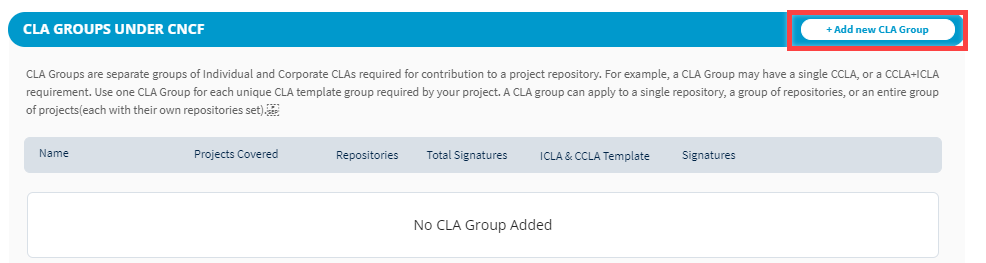 CLA GROUPS UNDER CNCF
+ Add new CLA Group
CLA Groups are separate groups of Individual and Corporate CLAs required for contribution to a project repository. For example, a CLA Group may have a single CCLA, or a CCLA+ICLA
requirement. Use one CLA Group for each unique CLA template group required by your project. A CLA group can apply to a single repository, a group of repositories, or an entire group
of projects(each with their own repositories set).
Name Projects Covered Repositories Total Signatures ICLA & CCLA Template Signatures
No CLA Group Added